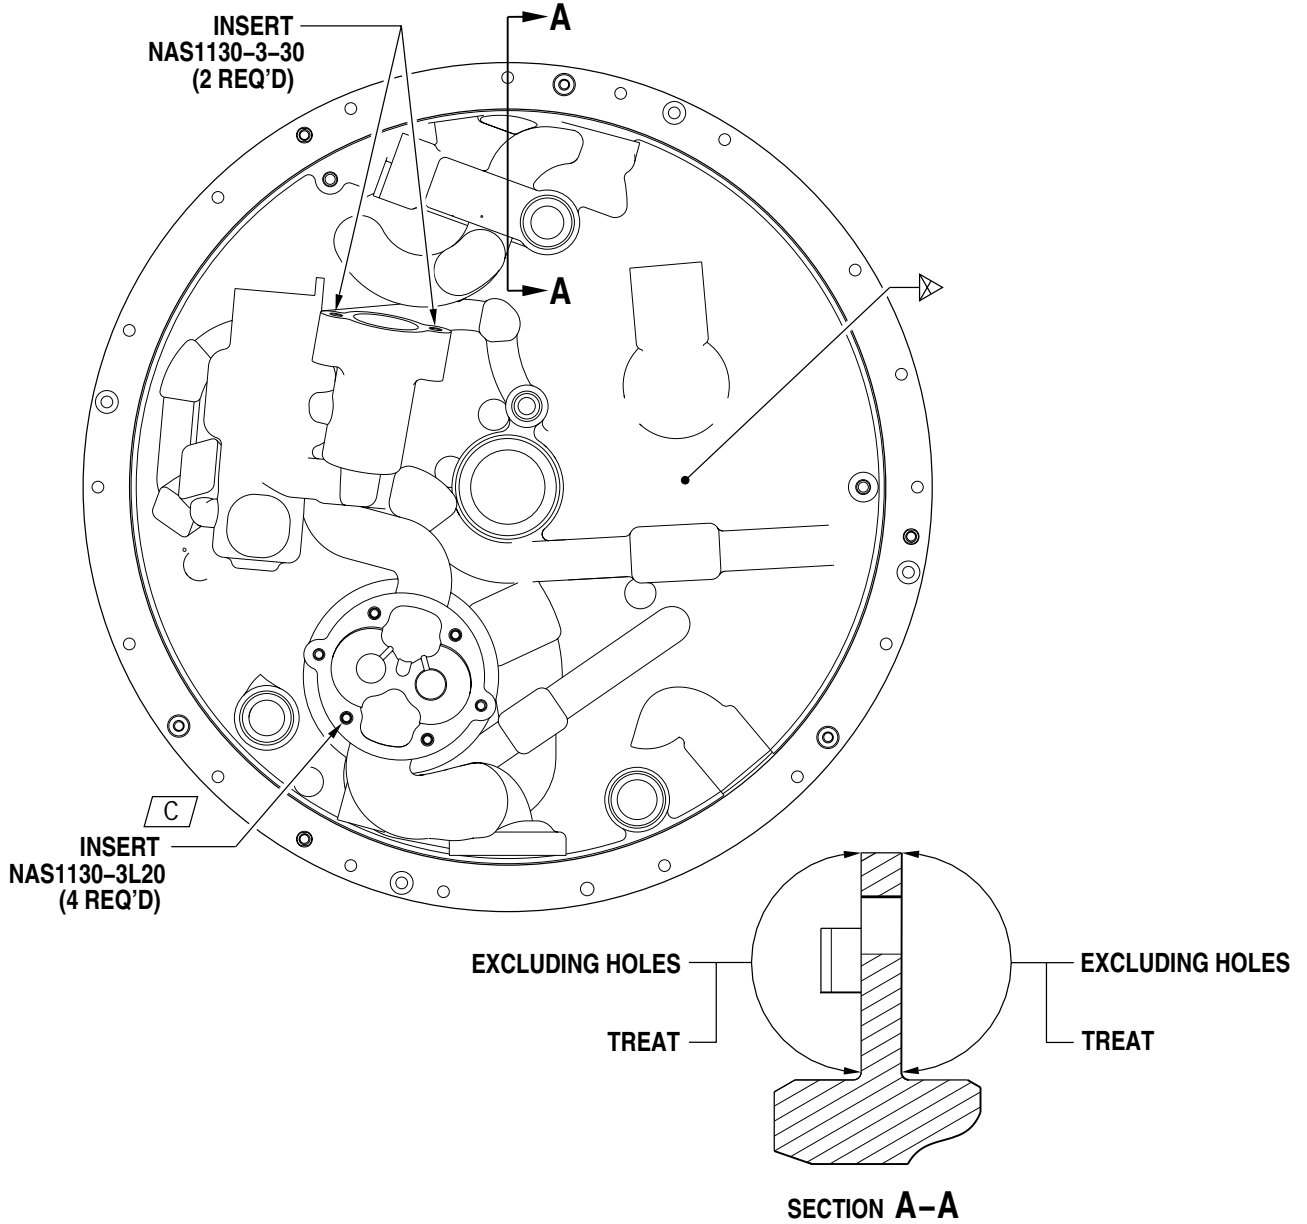 INSERT
NAS1130–3–30
(2 REQ'D)
A
A
C
INSERT
NAS1130–3L20
(4 REQ'D)
EXCLUDING HOLES
TREAT
EXCLUDING HOLES
TREAT
SECTION A–A